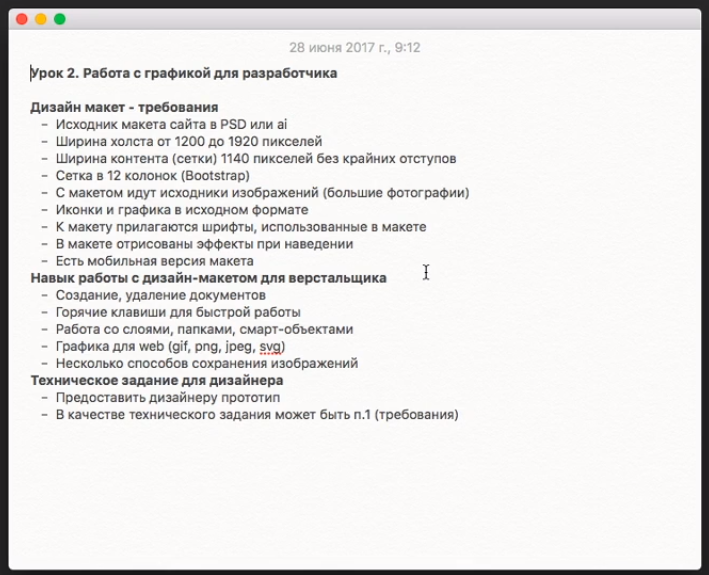 28 июня 2017 г., 9:12
Урок 2. Работа с графикой для разработчика
Дизайн макет - требования
– Исходник макета сайта в PSD или ai
– Ширина холста от 1200 до 1920 пикселей
– Ширина контента (сетки) 1140 пикселей без крайних отступов
– Сетка в 12 колонок (Bootstrap)
– С макетом идут исходники изображений (большие фотографии)
– Иконки и графика в исходном формате
– К макету прилагаются шрифты, использованные в макете
– В макете отрисованы эффекты при наведении
– Есть мобильная версия макета
Навык работы с дизайн-макетом для верстальщика
– Создание, удаление документов
– Горячие клавиши для быстрой работы
– Работа со слоями, папками, смарт-объектами
– Графика для web (gif, png, jpeg, svg)
– Несколько способов сохранения изображений
Техническое задание для дизайнера
– Предоставить дизайнеру прототип
– В качестве технического задания может быть п.1 (требования)